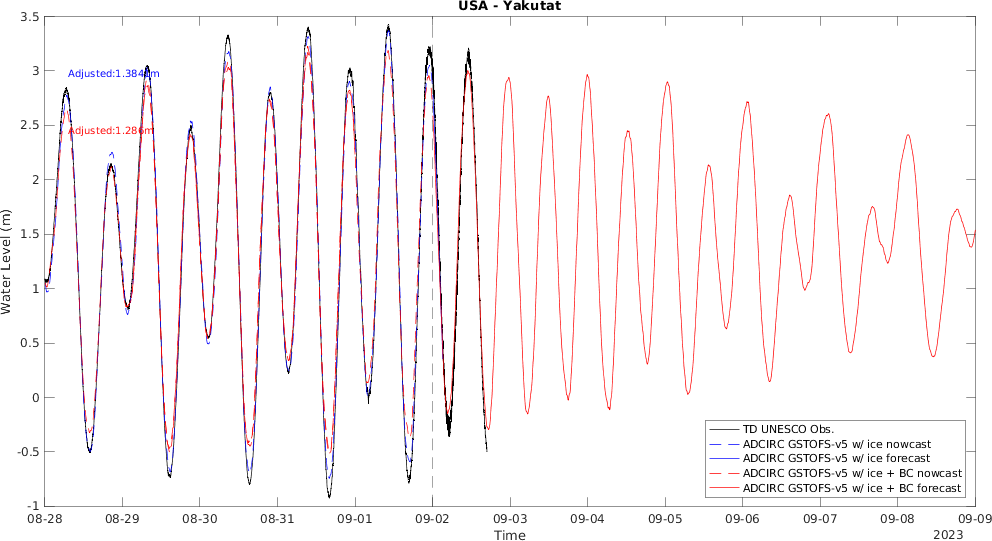 USA - Yakutat
3.5
3
2.5
2
1.5
1
0.5
0
-0.5
-1
Water Level (m)
Adjusted:1.384m
Adjusted:1.286m
TD UNESCO Obs.
ADCIRC GSTOFS-v5 w/ ice nowcast
ADCIRC GSTOFS-v5 w/ ice forecast
ADCIRC GSTOFS-v5 w/ ice + BC nowcast
ADCIRC GSTOFS-v5 w/ ice + BC forecast
08-28 08-29 08-30 08-31 09-01 09-02 09-03 09-04 09-05 09-06 09-07 09-08 09-09
Time
2023